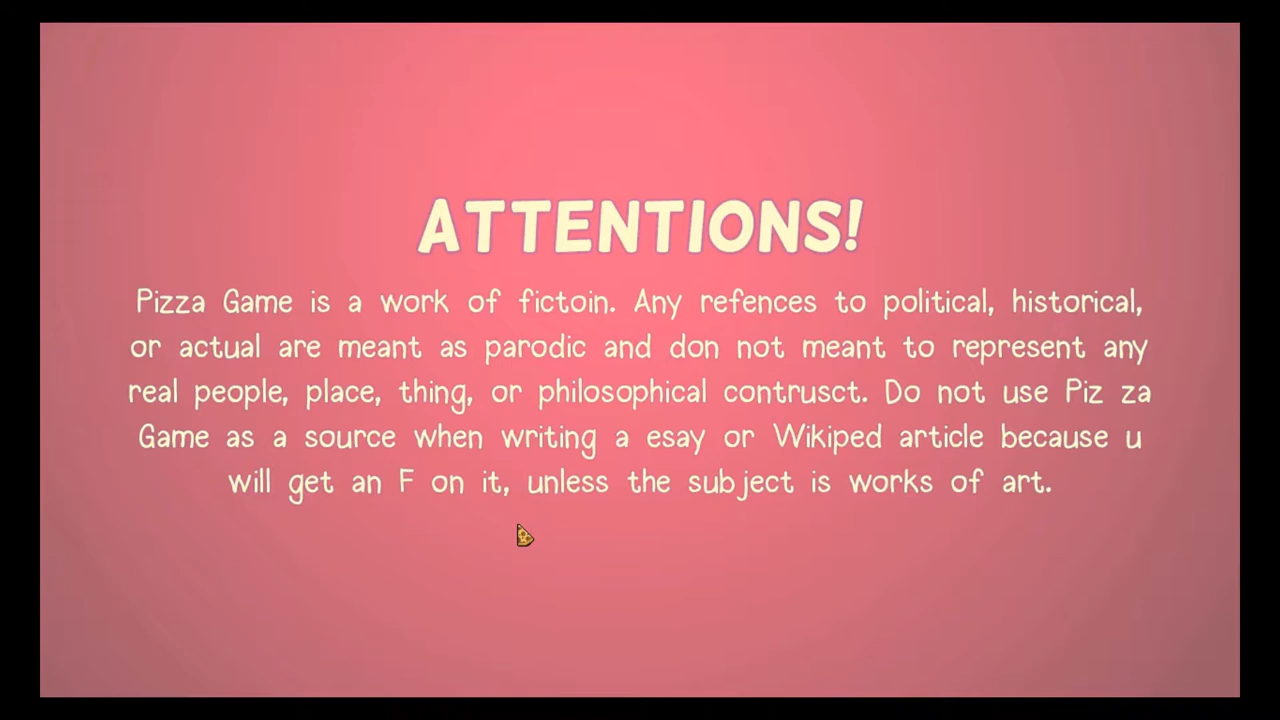 ATTENTIONS!
Pizza Game is a work of fictoin. Any refences to political, historical,
or actual are meant as parodic and don not meant to represent any
real people, place, thing, or philosophical contrusct. Do not use Piz za
Game as a source when writing a esay or Wikiped article because u
will get an F on it, unless the subject is works of art.